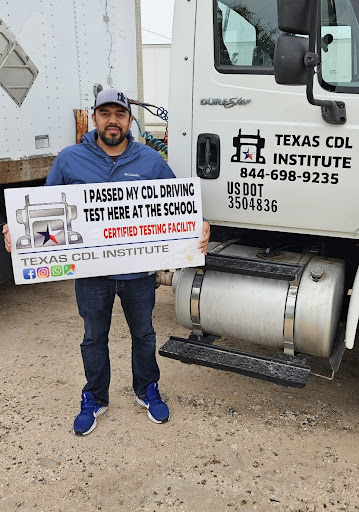 DURASTAR
TEXAS CDL
INSTITUTE
844-698-9235
US DOT
3504836
I PASSED MY CDL DRIVING
TEST HERE AT THE SCHOOL
CERTIFIED TESTING FACILITY
TEXAS CDL INSTITUTE